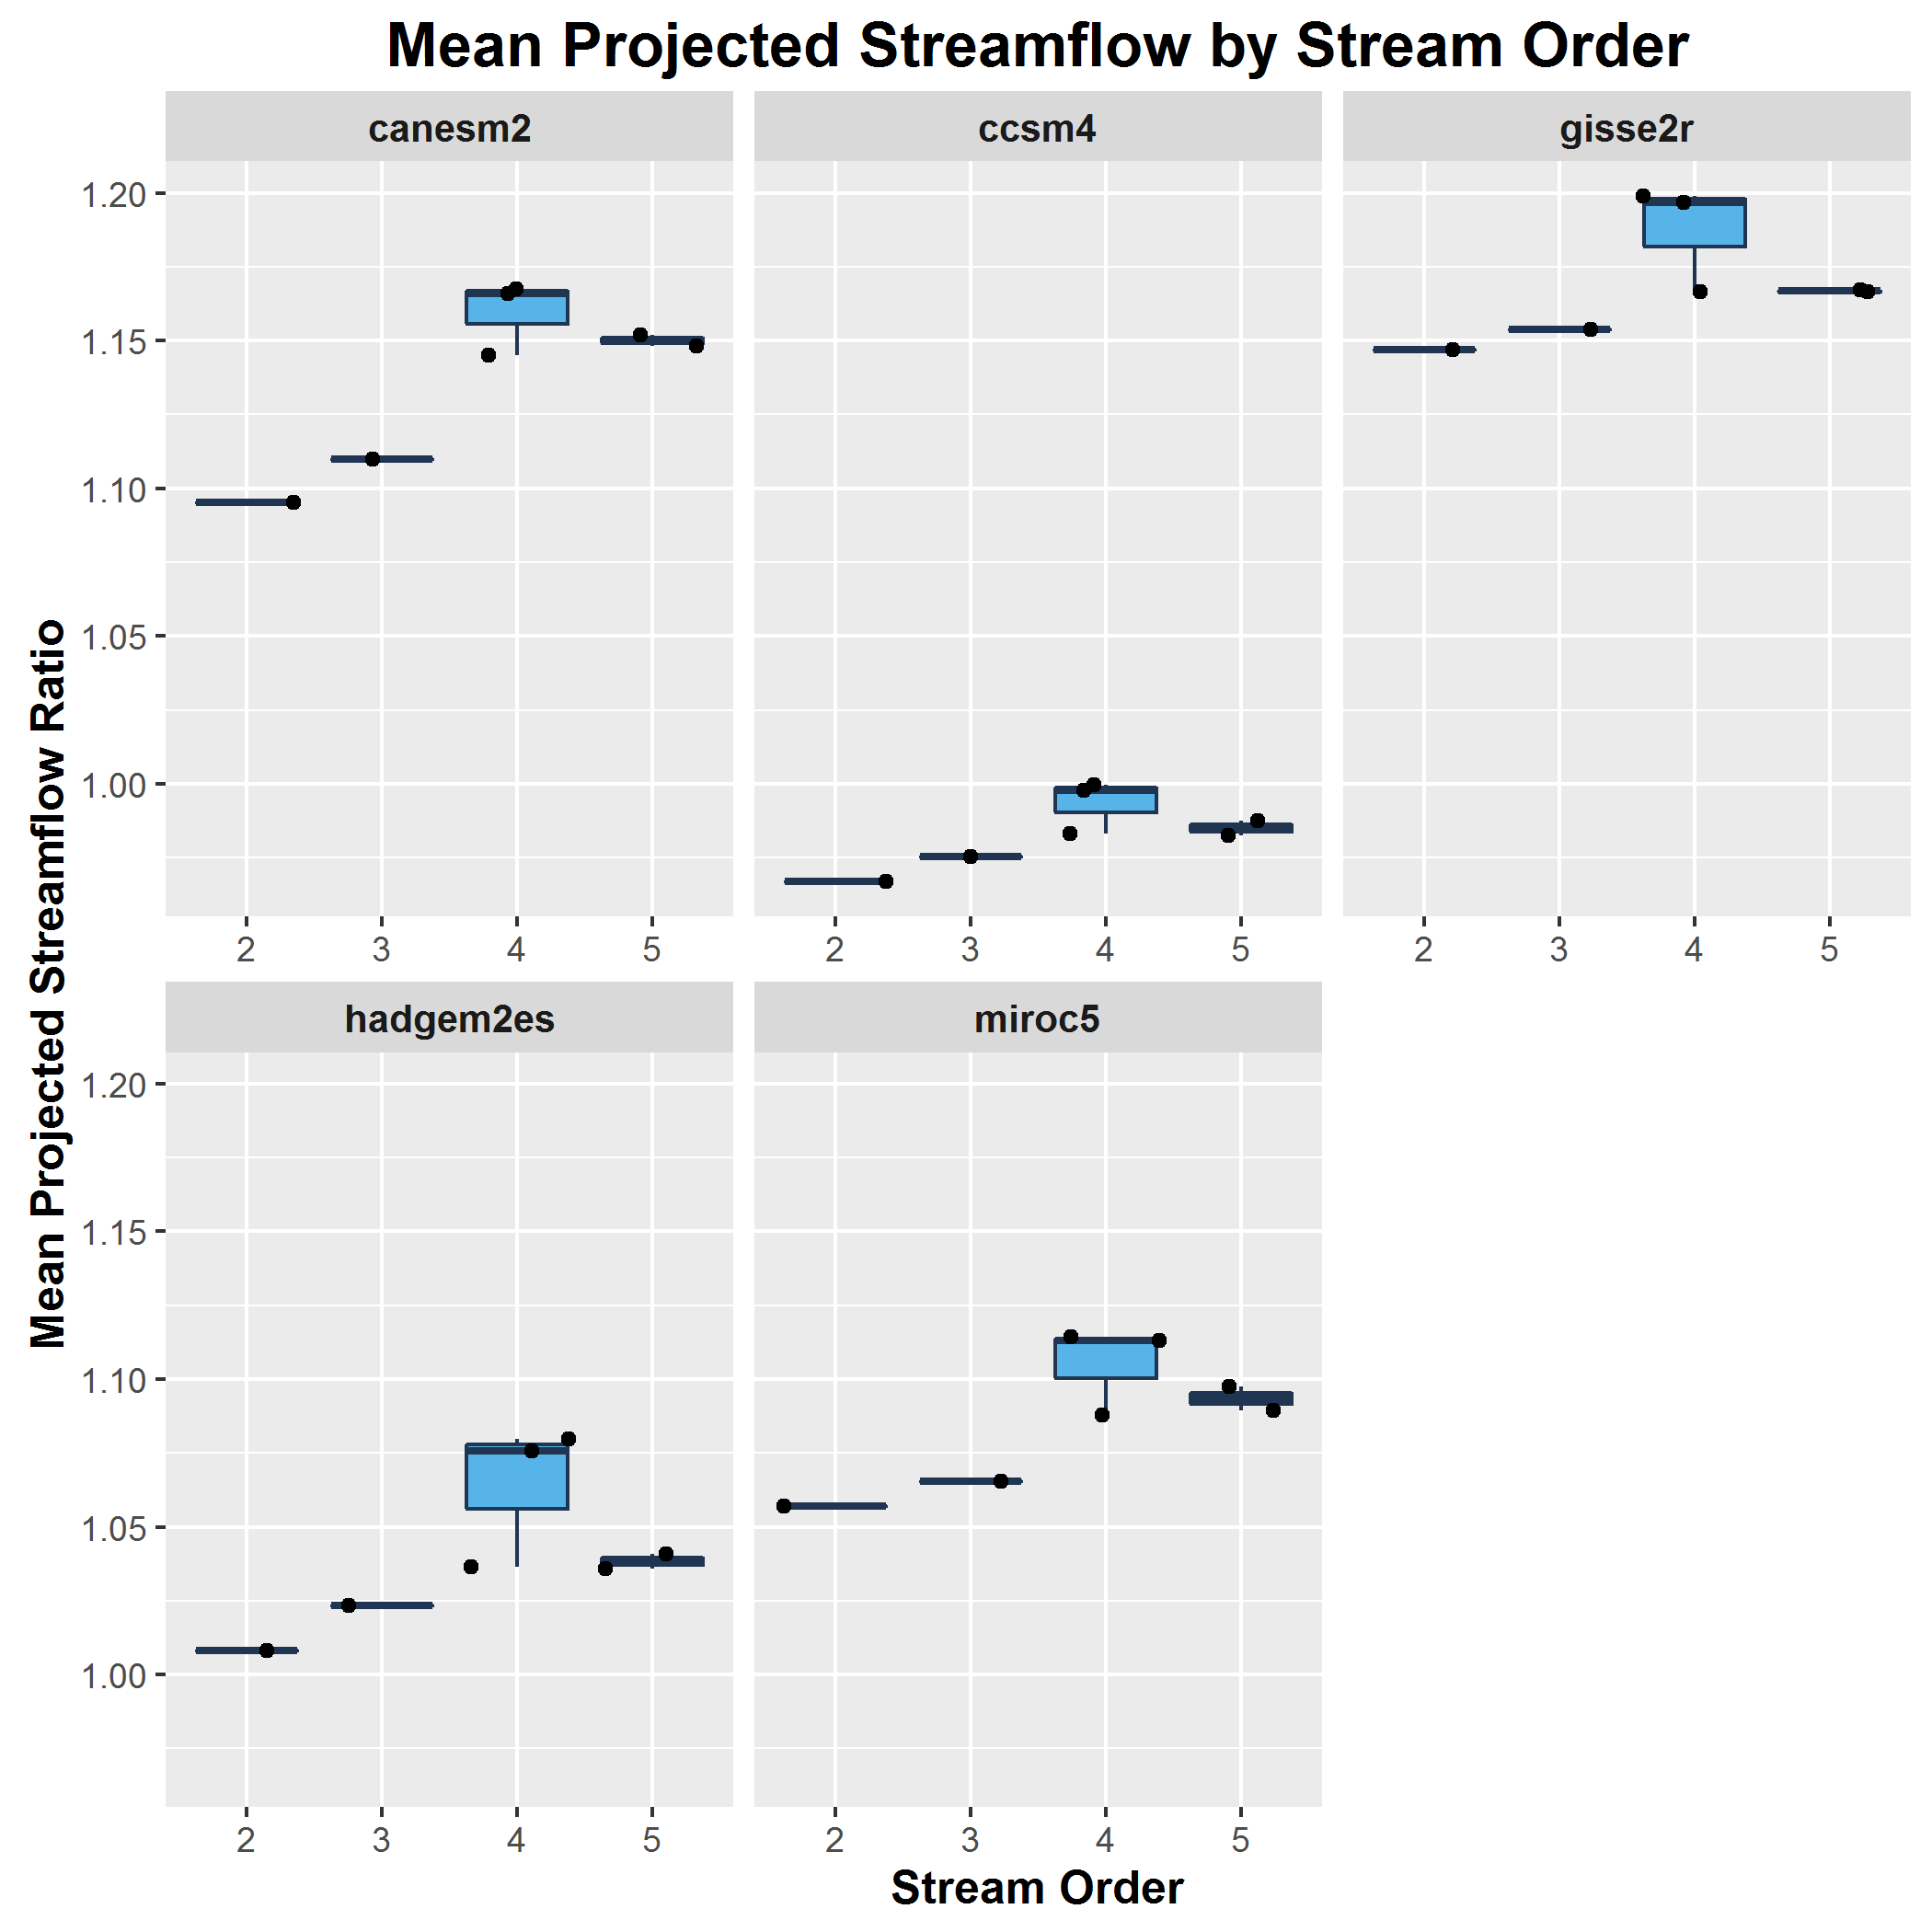 Mean Projected Streamflow by Stream Order
canesm2
ccsm4
gisse2r
1.20
1.15
1.10
1.05
1.00
2 3 4 5
2 3 4 5
2 3 4 5
Mean Projected Streamflow Ratio
hadgem2es
miroc5
1.20
1.15
1.10
1.05
1.00
2 3 4 5
2 3 4 5
Stream Order